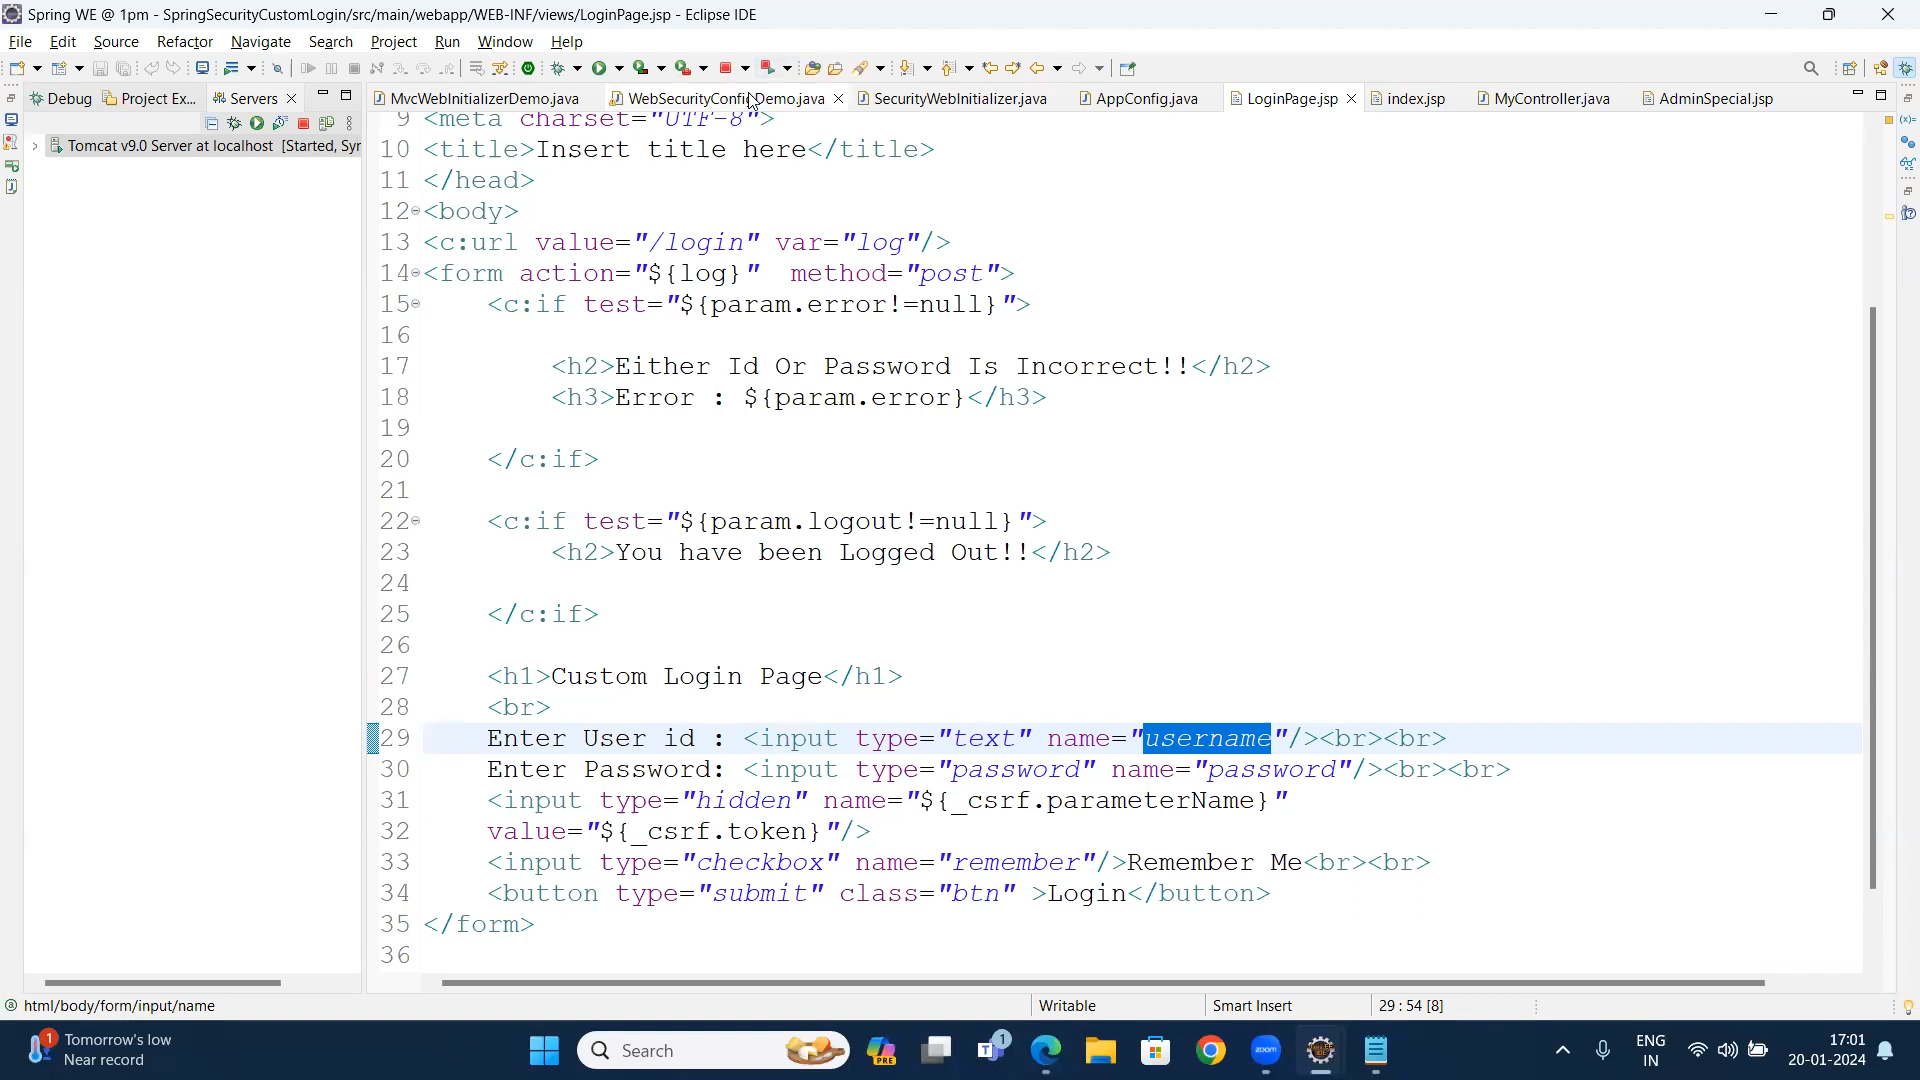 Spring WE @ 1pm - SpringSecurityCustomLogin/src/main/webapp/WEB-INF/views/LoginPage.jsp - Eclipse IDE
File Edit Source Refactor Navigate Search Project Run Window Help
Debug Project Ex... Servers MvcWebInitializerDemo.java WebSecurityConfigDemo.java SecurityWebInitializer.java AppConfig.java LoginPage.jsp index.jsp MyController.java AdminSpecial.jsp
Tomcat v9.0 Server at localhost [Started, Syr
9 <meta charset="UTF-8">
10 <title>Insert title here</title>
11 </head>
12 <body>
13 <c:url value="/login" var="log"/>
14 <form action="${log}"  method="post">
15     <c:if test="${param.error!=null}">
16
17         <h2>Either Id Or Password Is Incorrect!!</h2>
18         <h3>Error : ${param.error}</h3>
19
20     </c:if>
21
22     <c:if test="${param.logout!=null}">
23         <h2>You have been Logged Out!!</h2>
24
25     </c:if>
26
27     <h1>Custom Login Page</h1>
28     <br>
29     Enter User id : <input type="text" name="username"/><br><br>
30     Enter Password: <input type="password" name="password"/><br><br>
31     <input type="hidden" name="${_csrf.parameterName}"
32     value="${_csrf.token}"/>
33     <input type="checkbox" name="remember"/>Remember Me<br><br>
34     <button type="submit" class="btn" >Login</button>
35 </form>
36
html/body/form/input/name Writable Smart Insert 29 : 54 [8]
1 Tomorrow's low
Near record
Search
PRE
1
zoom
ENG
IN
17:01
20-01-2024